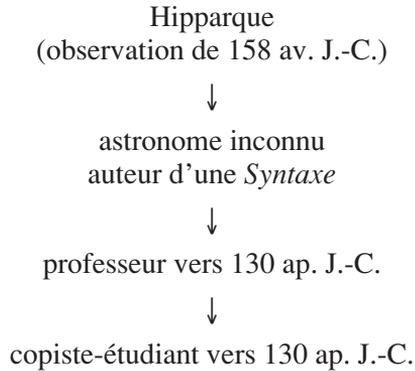 Hipparque
(observation de 158 av. J.-C.)
↓
astronome inconnu
auteur d’une Syntaxe
↓
professeur vers 130 ap. J.-C.
↓
copiste-étudiant vers 130 ap. J.-C.